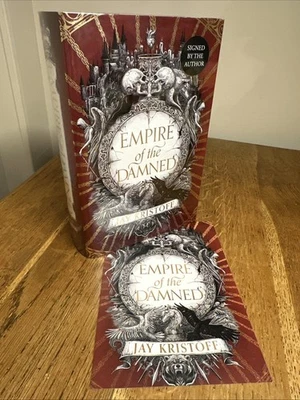 SIGNED
BY THE
AUTHOR
EMPIRE
of the
DAMNED
JAY KRISTOFF
EMPIRE
of the
DAMNED
JAY KRISTOFF